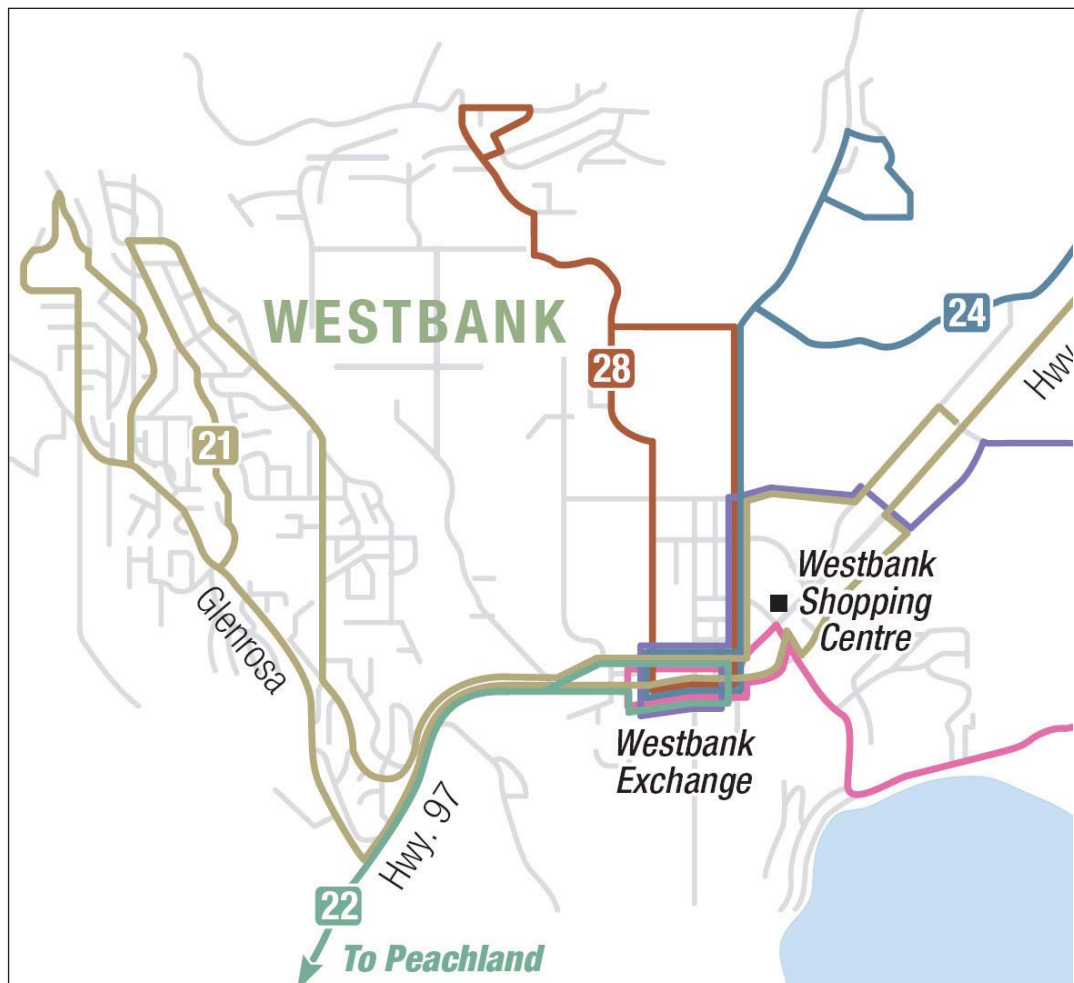 WESTBANK
24
28
Hwy.
21
Westbank
Shopping
Centre
Glenrosa
Westbank
Exchange
Hwy. 97
22
To Peachland